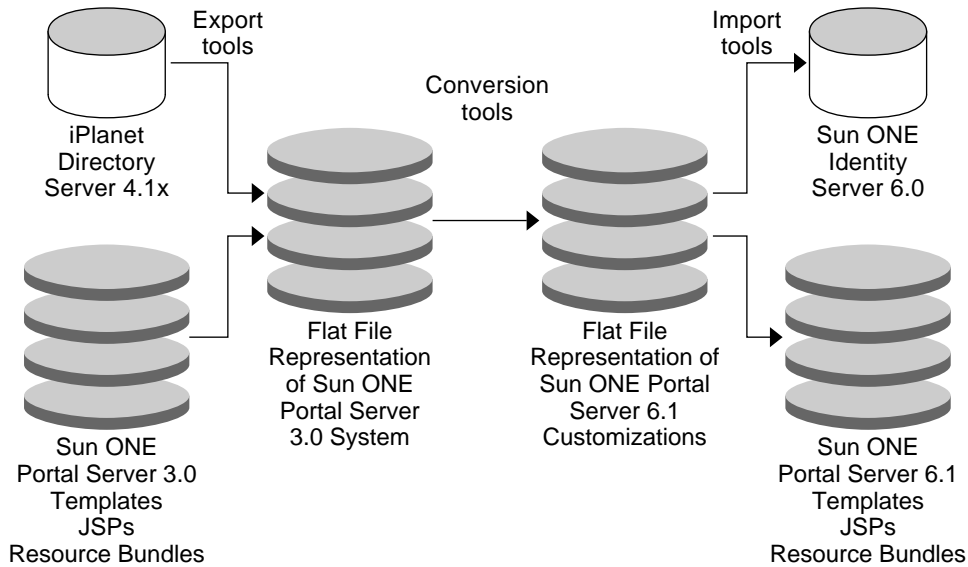 Export
tools
Import
tools
Conversion
tools
iPlanet
Directory
Server 4.1x
Sun ONE
Identity
Server 6.0
Flat File
Representation
of Sun ONE
Portal Server
3.0 System
Flat File
Representation of
Sun ONE Portal
Server 6.1
Customizations
Sun ONE
Portal Server 3.0
Templates
JSPs
Resource Bundles
Sun ONE
Portal Server 6.1
Templates
JSPs
Resource Bundles